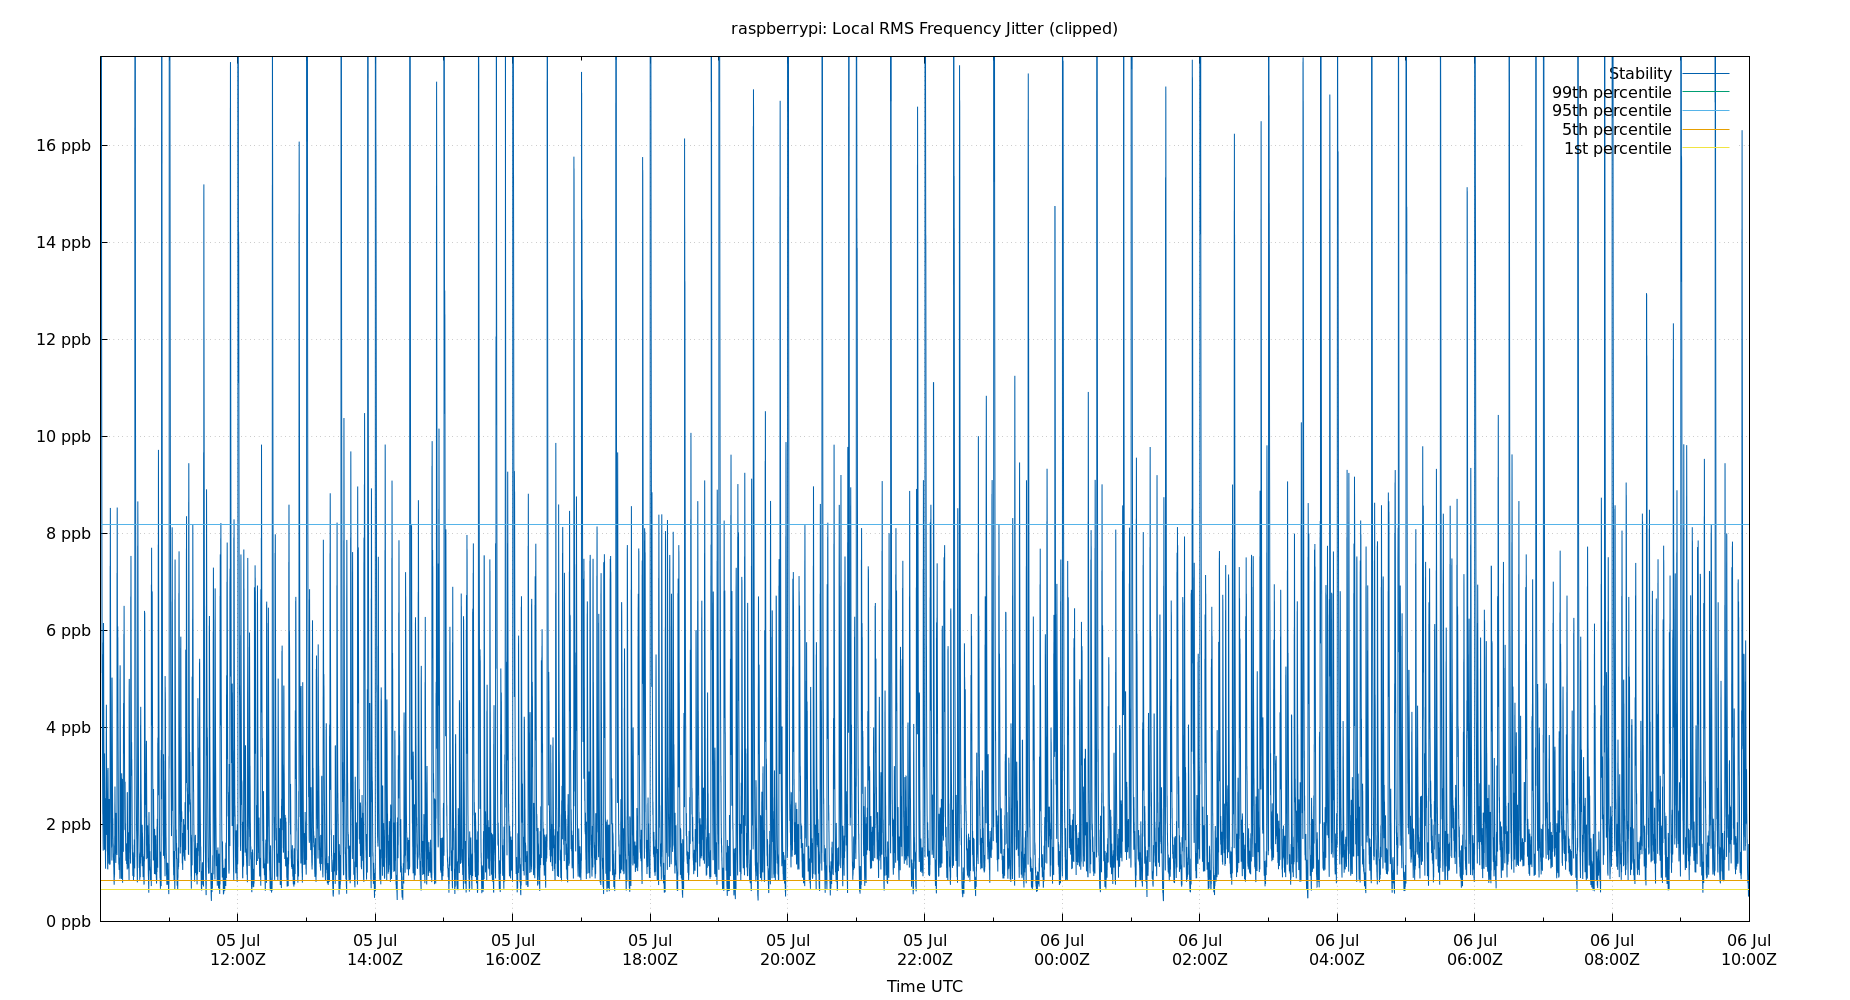 raspberrypi: Local RMS Frequency Jitter (clipped)
Stability
99th percentile
95th percentile
5th percentile
1st percentile
16 ppb
14 ppb
12 ppb
10 ppb
8 ppb
6 ppb
4 ppb
2 ppb
0 ppb
05 Jul 05 Jul 05 Jul 05 Jul 05 Jul 05 Jul 06 Jul 06 Jul 06 Jul 06 Jul 06 Jul 06 Jul
12:00Z 14:00Z 16:00Z 18:00Z 20:00Z 22:00Z 00:00Z 02:00Z 04:00Z 06:00Z 08:00Z 10:00Z
Time UTC